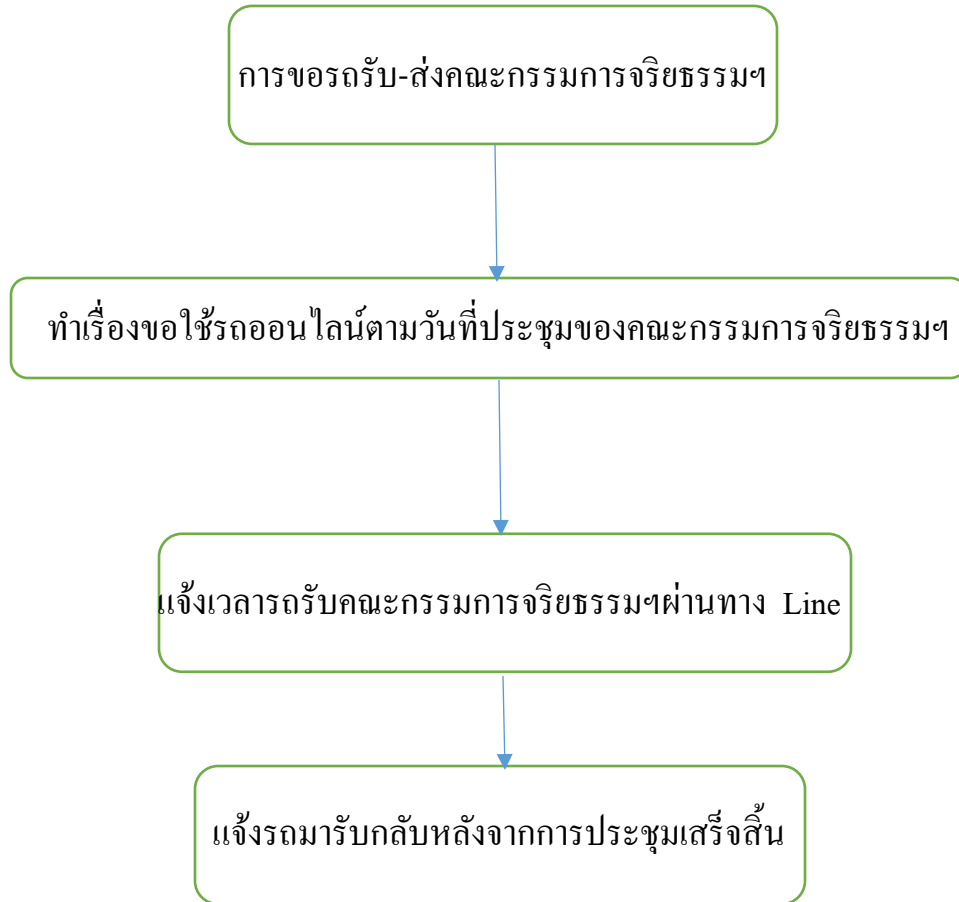 การขอรถรับ-ส่งคณะกรรมการจริยธรรมฯ
ทำเรื่องขอใช้รถออนไลน์ตามวันที่ประชุมของคณะกรรมการจริยธรรมฯ
แจ้งเวลารถรับคณะกรรมการจริยธรรมฯผ่านทาง Line
แจ้งรถมารับกลับหลังจากการประชุมเสร็จสิ้น